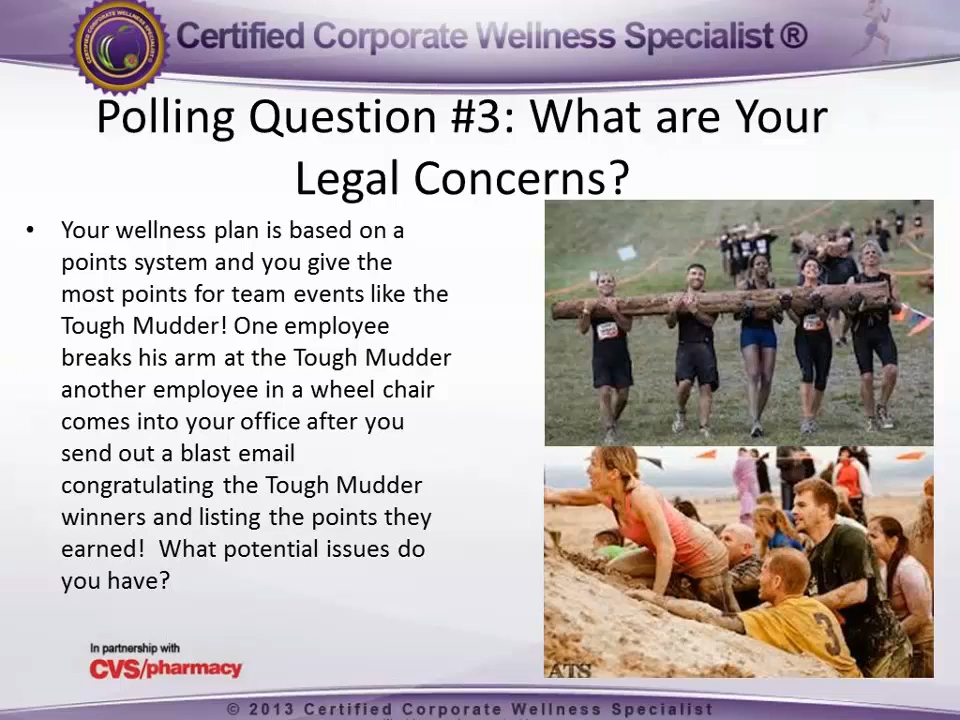 Certified Corporate Wellness Specialist ®
Polling Question #3: What are Your
Legal Concerns?
• Your wellness plan is based on a
points system and you give the
most points for team events like the
Tough Mudder! One employee
breaks his arm at the Tough Mudder
another employee in a wheel chair
comes into your office after you
send out a blast email
congratulating the Tough Mudder
winners and listing the points they
earned!  What potential issues do
you have?
3
ATS
In partnership with
CVS/pharmacy
© 2013 Certified Corporate Wellness Specialist